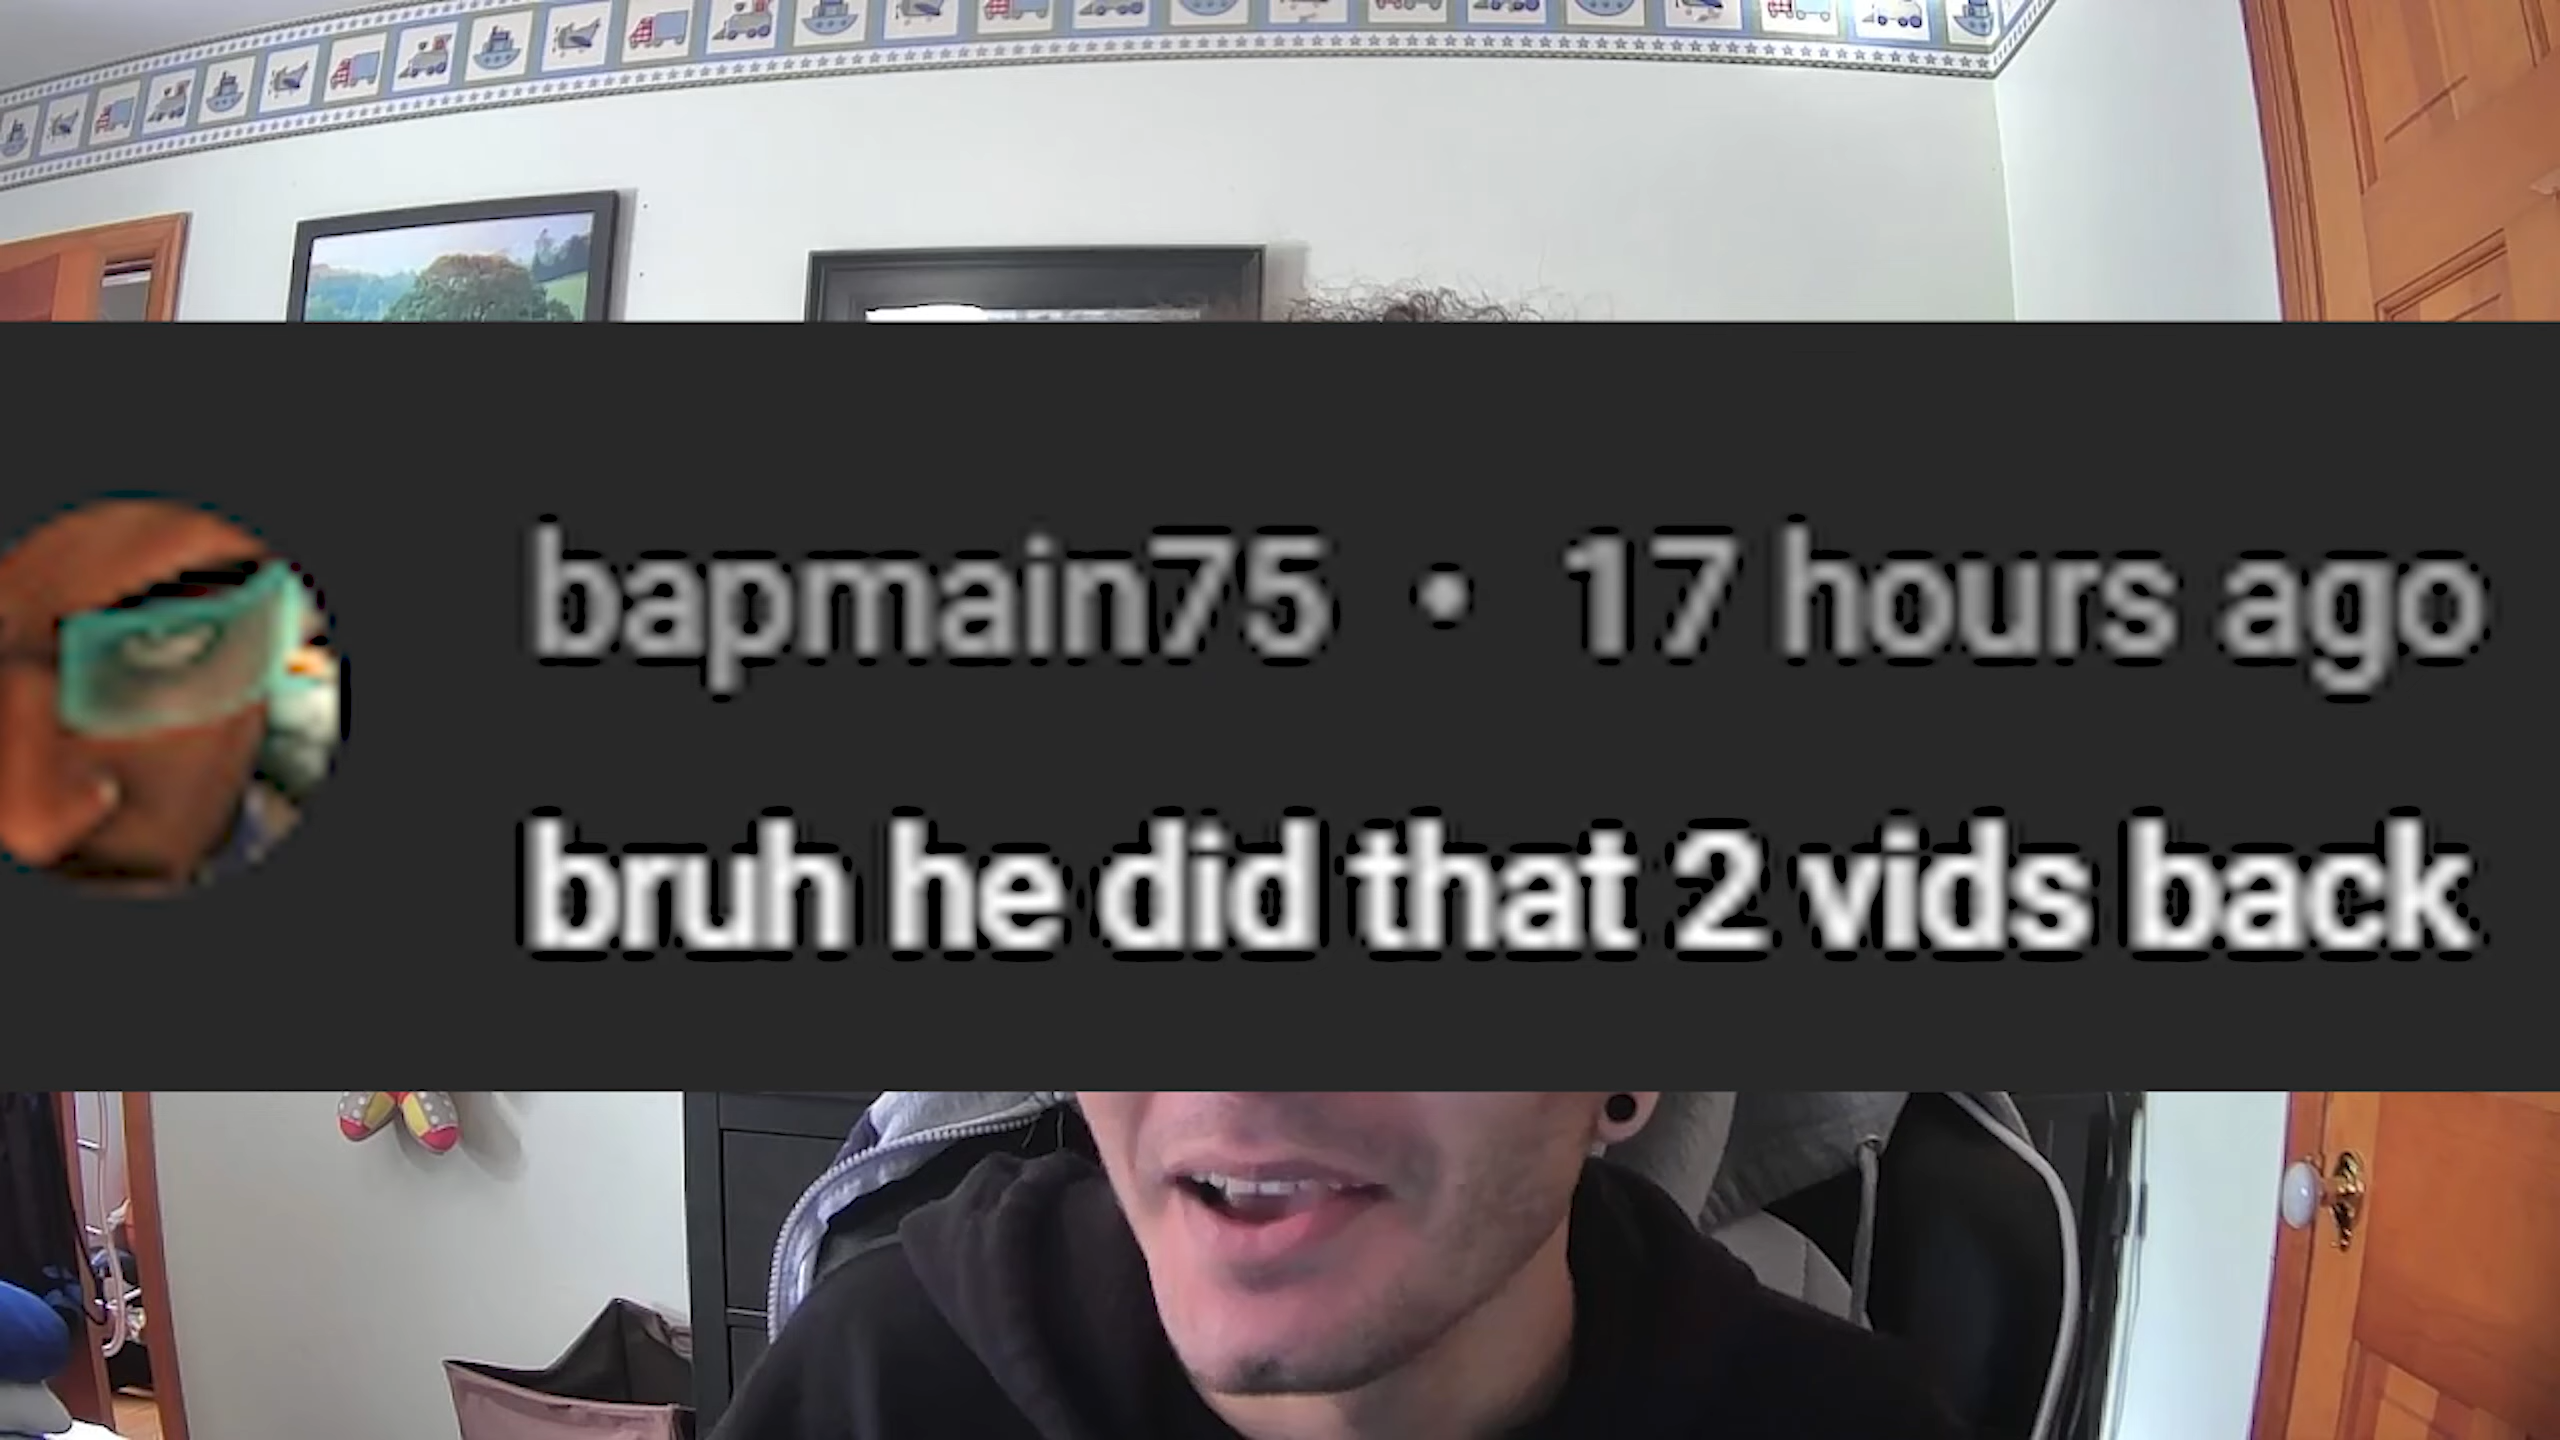 bapmain75 • 17 hours ago
bruh he did that 2 vids back